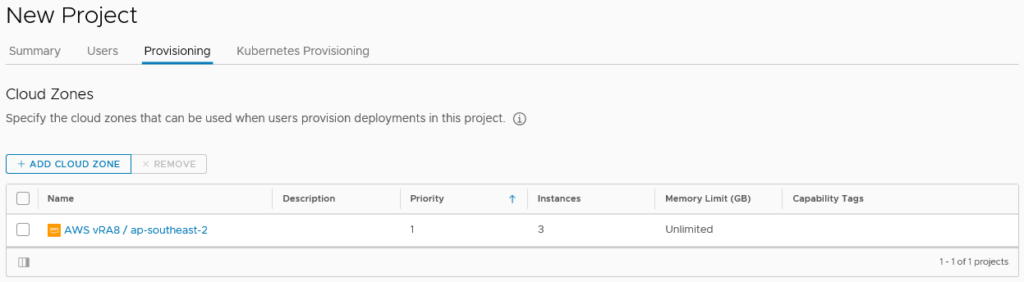 New Project
Summary Users Provisioning Kubernetes Provisioning
Cloud Zones
Specify the cloud zones that can be used when users provision deployments in this project.
+ ADD CLOUD ZONE × REMOVE
Name Description Priority ↑ Instances Memory Limit (GB) Capability Tags
AWS vRA8 / ap-southeast-2 1 3 Unlimited
1 - 1 of 1 projects